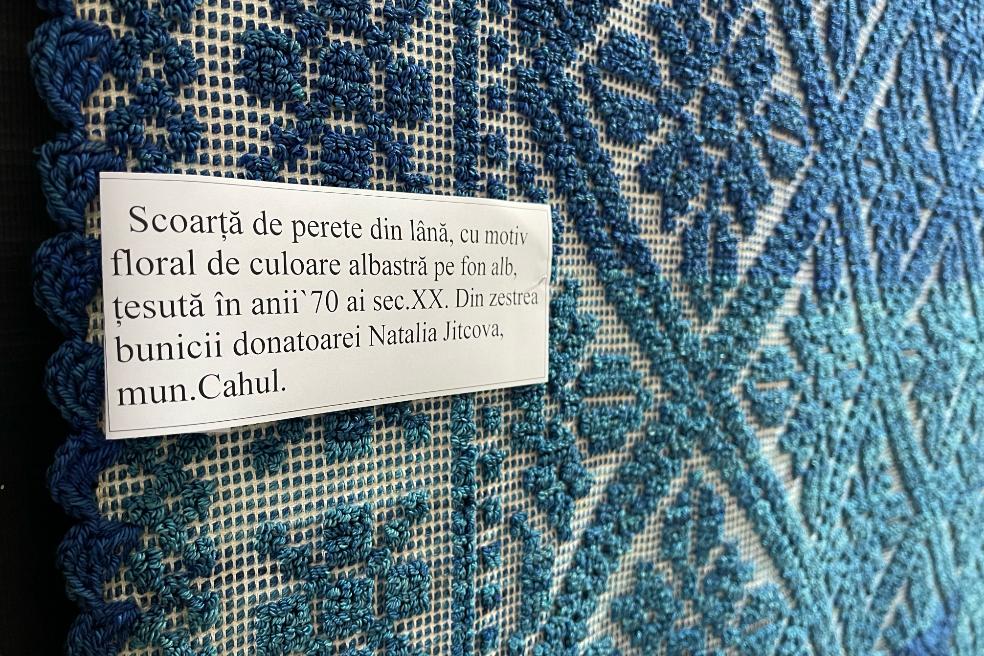 Scoarță de perete din lână, cu motiv
floral de culoare albastră pe fon alb,
țesută în anii`70 ai sec.XX. Din zestrea
bunicii donatoarei Natalia Jitcova,
mun.Cahul.